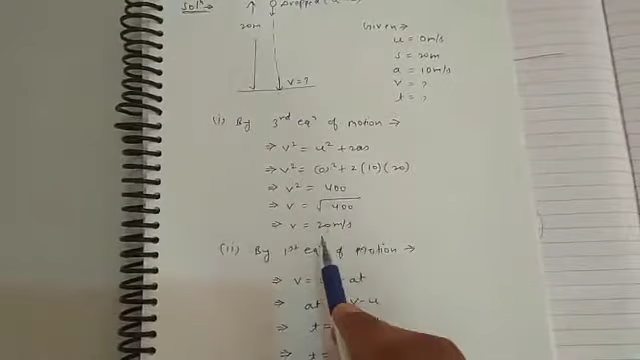 Solⁿ→ Dropped
20m
v = ?
Given →
u = 0m/s
s = 20m
a = 10m/s
v = ?
t = ?
(i) By 3rd eqⁿ of motion →
⇒ v² = u² + 2as
⇒ v² = (0)² + 2(10)(20)
⇒ v² = 400
⇒ v = √400
⇒ v = 20m/s
(ii) By 1st eqⁿ of Motion →
⇒ v = at
⇒ at v - u
⇒ t =
⇒ t =